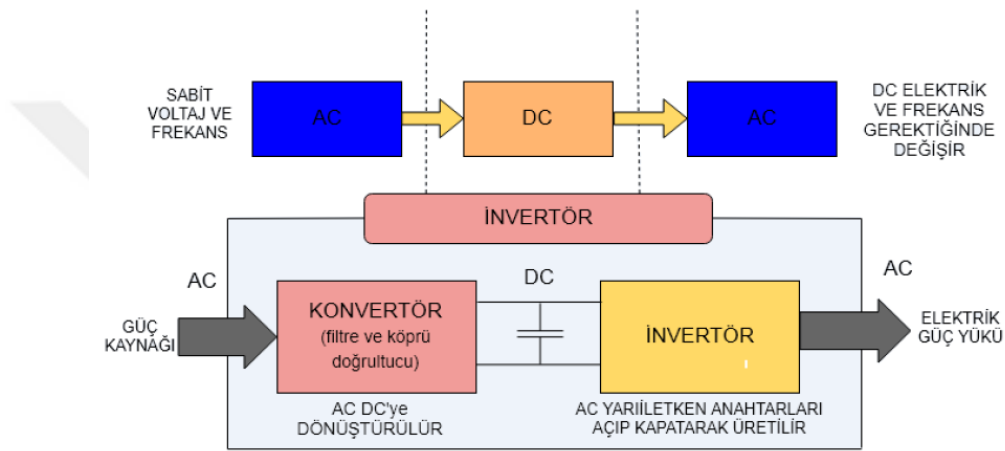 SABİT
VOLTAJ VE
FREKANS
AC
DC
AC
DC ELEKTRİK
VE FREKANS
GEREKTİĞİNDE
DEĞİŞİR
İNVERTÖR
AC
GÜÇ
KAYNAĞI
KONVERTÖR
(filtre ve köprü
doğrultucu)
AC DC'ye
DÖNÜŞTÜRÜLÜR
DC
İNVERTÖR
AC YARIİLETKEN ANAHTARLARI
AÇIP KAPATARAK ÜRETİLİR
AC
ELEKTRİK
GÜÇ YÜKÜ